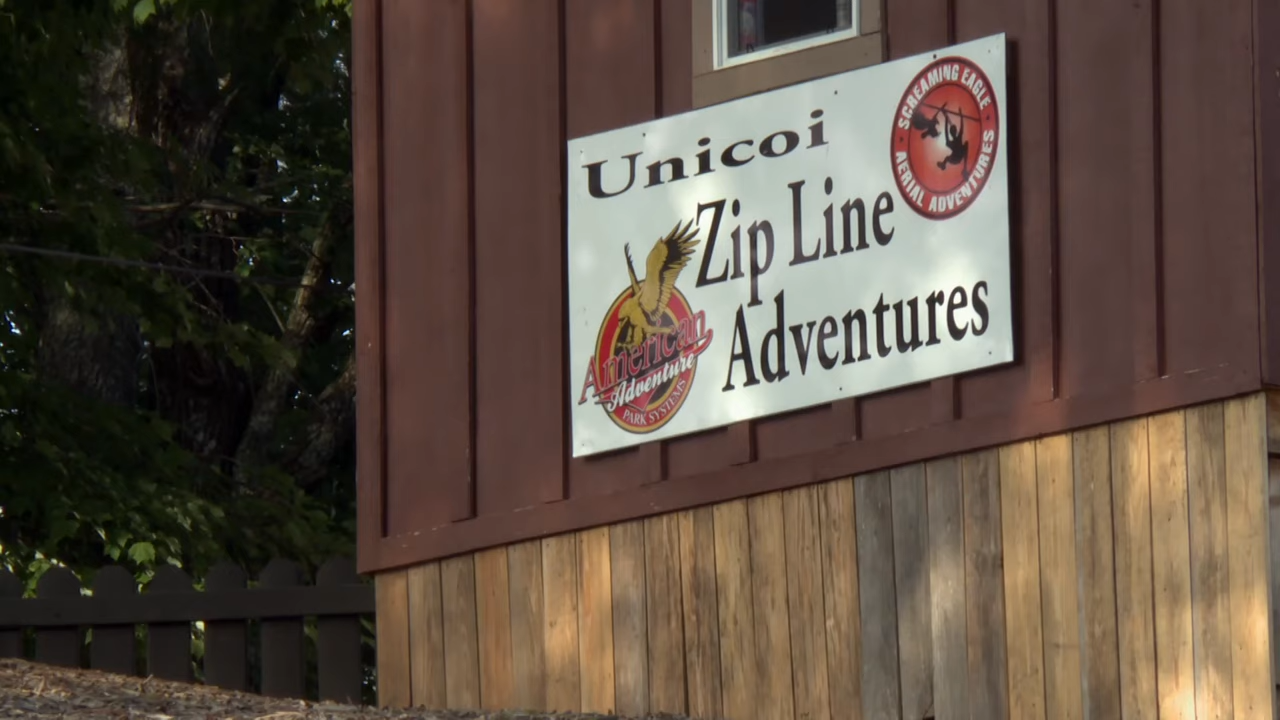 Unicoi
Zip Line
Adventures
SCREAMING EAGLE
AERIAL ADVENTURES
American
Adventure
PARK SYSTEMS